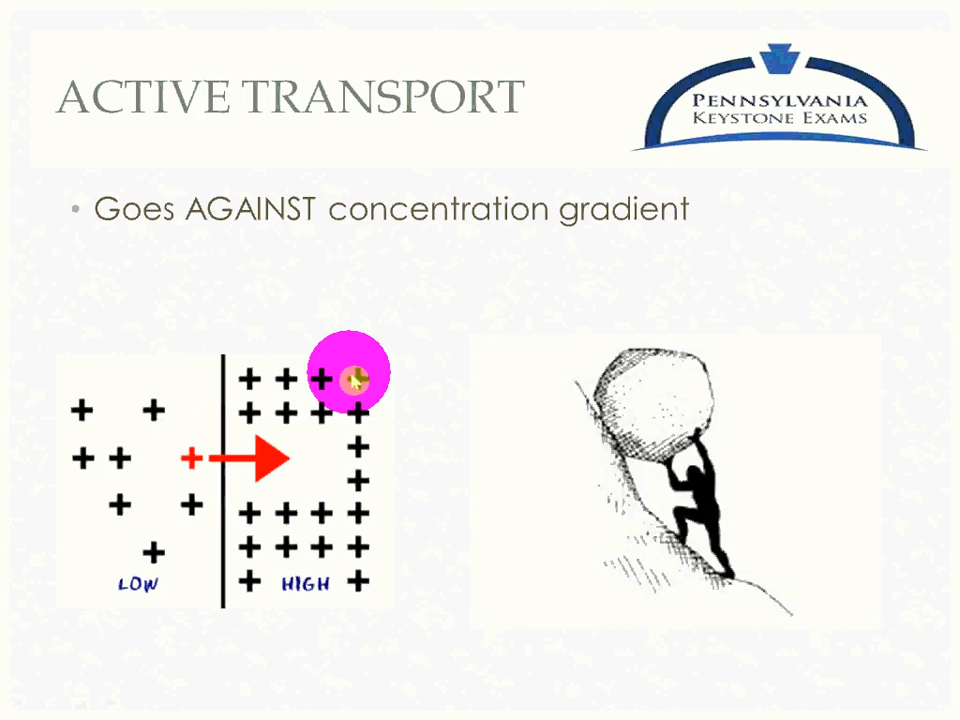 ACTIVE TRANSPORT
PENNSYLVANIA
KEYSTONE EXAMS
• Goes AGAINST concentration gradient
LOW
HIGH